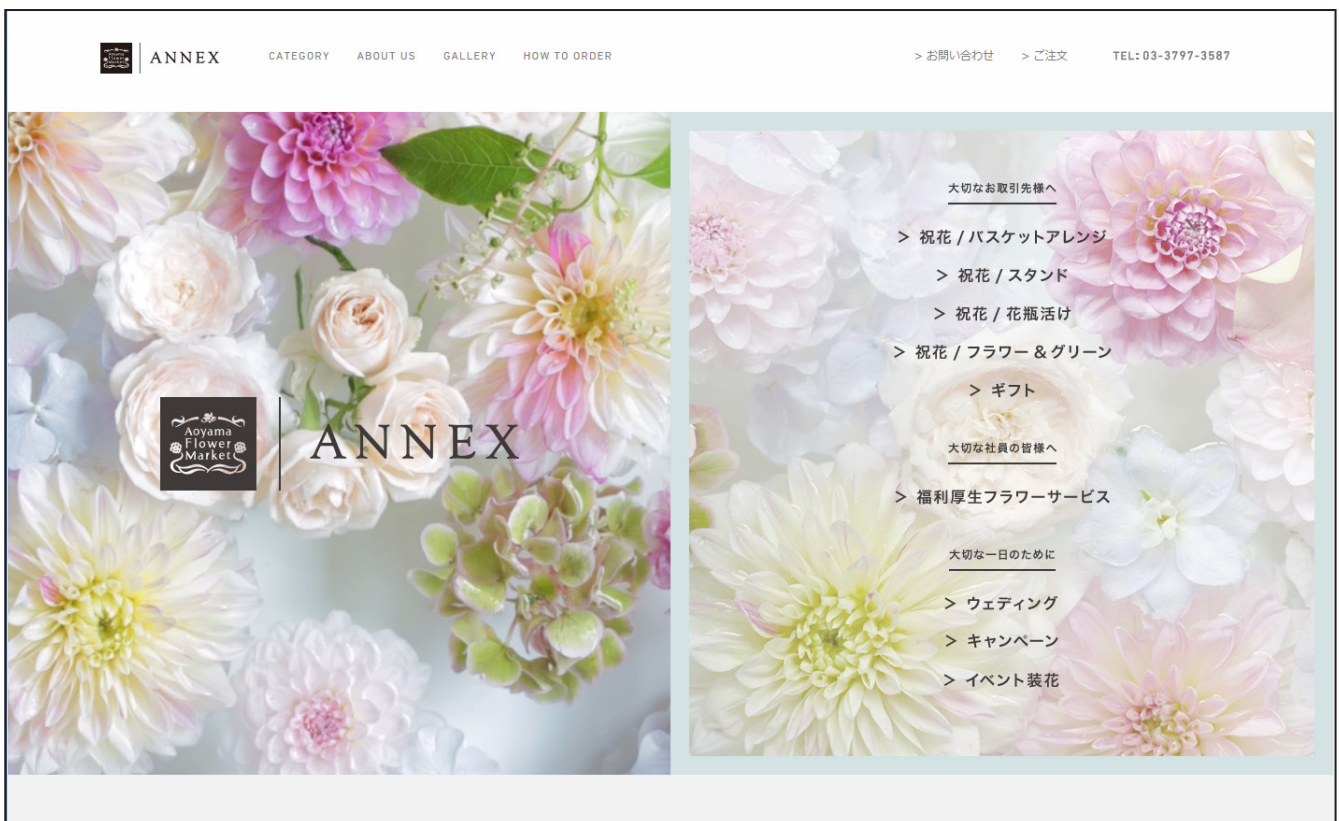 Aoyama
Flower
Market
ANNEX
CATEGORY
ABOUT US
GALLERY
HOW TO ORDER
> お問い合わせ
> ご注文
TEL: 03-3797-3587
Aoyama
Flower
Market
ANNEX
大切なお取引先様へ
> 祝花 / バスケットアレンジ
> 祝花 / スタンド
> 祝花 / 花瓶活け
> 祝花 / フラワー & グリーン
> ギフト
大切な社員の皆様へ
> 福利厚生フラワーサービス
大切な一日のために
> ウェディング
> キャンペーン
> イベント装花